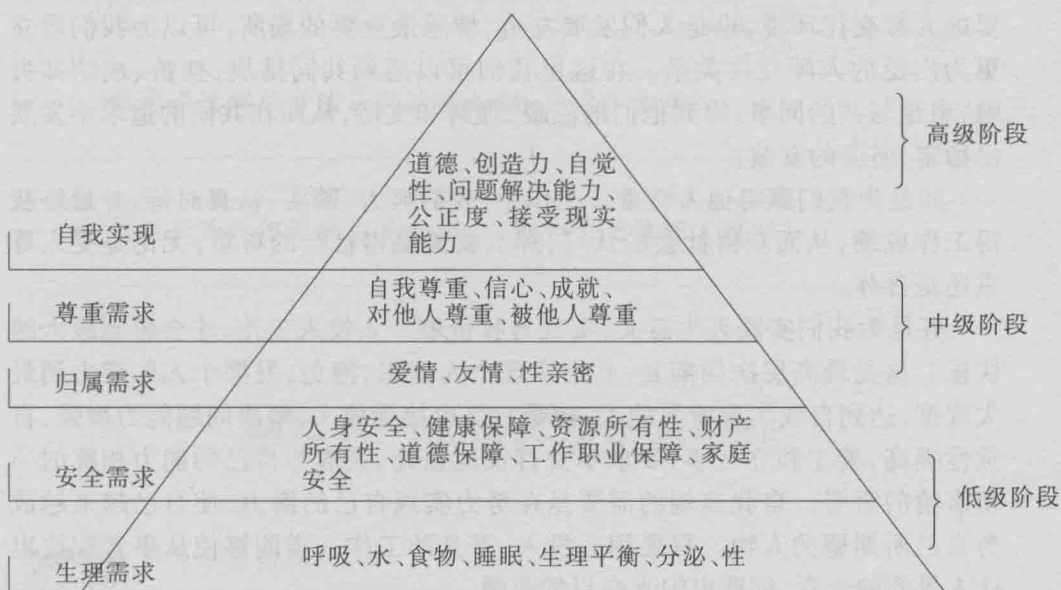 高级阶段
道德、创造力、自觉
性、问题解决能力、
公正度、接受现实
能力
自我实现
自我尊重、信心、成就、
对他人尊重、被他人尊重
尊重需求
中级阶段
爱情、友情、性亲密
归属需求
人身安全、健康保障、资源所有性、财产
所有性、道德保障、工作职业保障、家庭
安全
安全需求
低级阶段
呼吸、水、食物、睡眠、生理平衡、分泌、性
生理需求